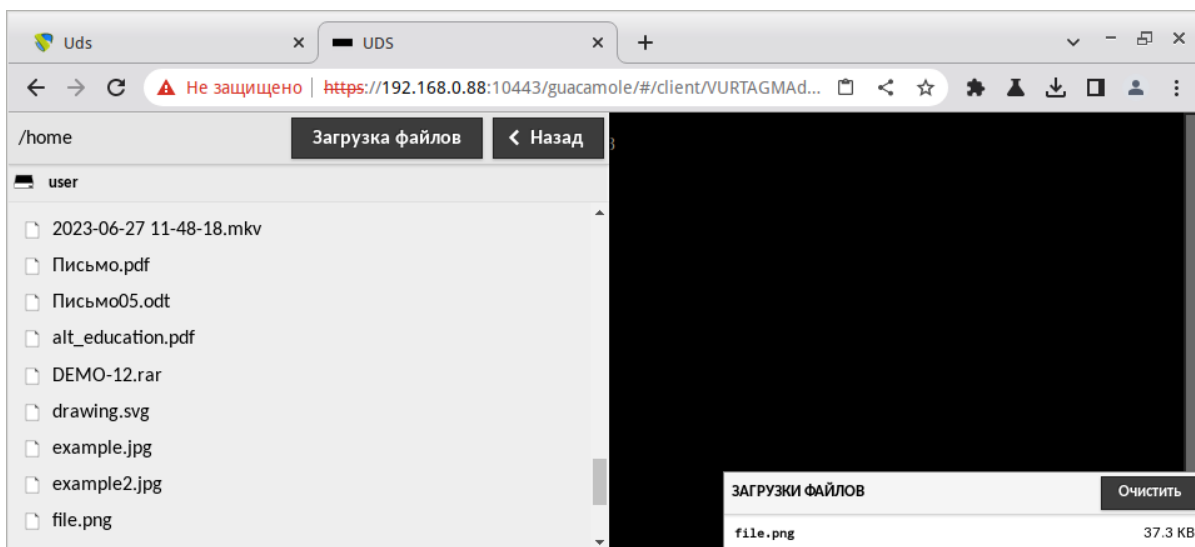 Uds
UDS
Не защищено https://192.168.0.88:10443/guacamole/#/client/VURTAGMAd...
/home
Загрузка файлов
Назад
user
2023-06-27 11-48-18.mkv
Письмо.pdf
Письмо05.odt
alt_education.pdf
DEMO-12.rar
drawing.svg
example.jpg
example2.jpg
file.png
ЗАГРУЗКИ ФАЙЛОВ
Очистить
file.png 37.3 KB